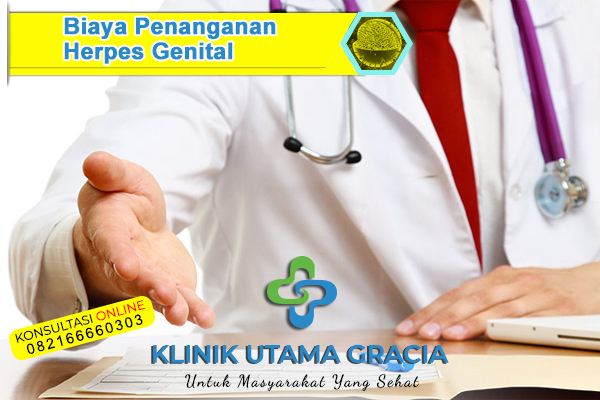 Biaya Penanganan
Herpes Genital
KONSULTASI ONLINE
082166660303
KLINIK UTAMA GRACIA
Untuk Masyarakat Yang Sehat